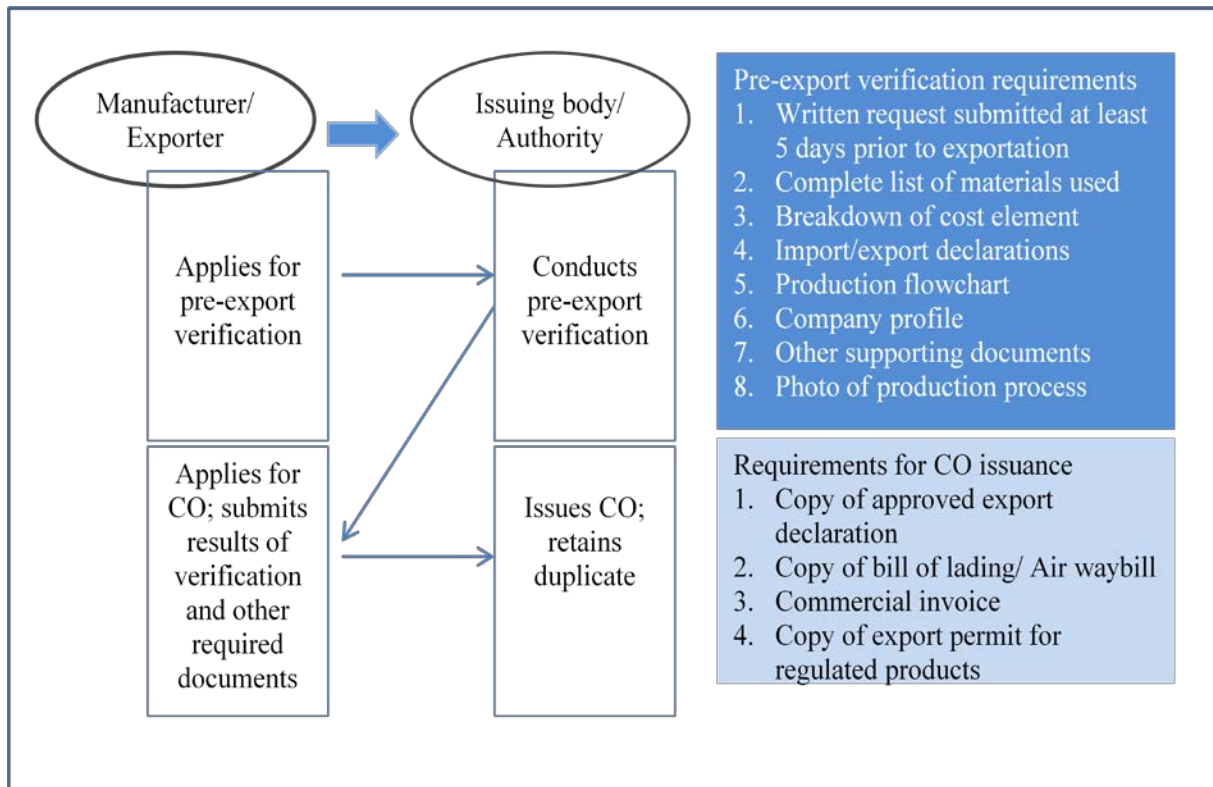 Manufacturer/
Exporter
Issuing body/
Authority
Applies for
pre-export
verification
Conducts
pre-export
verification
Applies for
CO; submits
results of
verification
and other
required
documents
Issues CO;
retains
duplicate
Pre-export verification requirements
1. Written request submitted at least
5 days prior to exportation
2. Complete list of materials used
3. Breakdown of cost element
4. Import/export declarations
5. Production flowchart
6. Company profile
7. Other supporting documents
8. Photo of production process
Requirements for CO issuance
1. Copy of approved export
declaration
2. Copy of bill of lading/ Air waybill
3. Commercial invoice
4. Copy of export permit for
regulated products